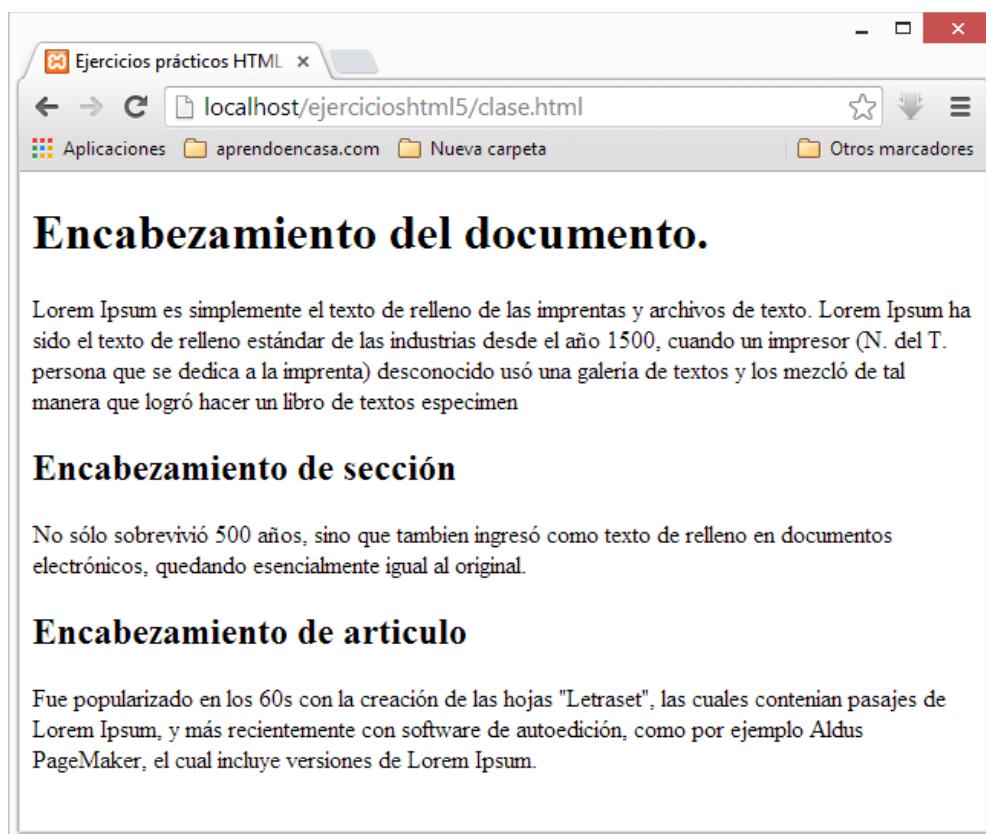 Ejercicios prácticos HTML
localhost/ejercicioshtml5/clase.html
Aplicaciones aprendoencasa.com Nueva carpeta Otros marcadores
Encabezamiento del documento.
Lorem Ipsum es simplemente el texto de relleno de las imprentas y archivos de texto. Lorem Ipsum ha
sido el texto de relleno estándar de las industrias desde el año 1500, cuando un impresor (N. del T.
persona que se dedica a la imprenta) desconocido usó una galería de textos y los mezcló de tal
manera que logró hacer un libro de textos especimen
Encabezamiento de sección
No sólo sobrevivió 500 años, sino que tambien ingresó como texto de relleno en documentos
electrónicos, quedando esencialmente igual al original.
Encabezamiento de articulo
Fue popularizado en los 60s con la creación de las hojas "Letraset", las cuales contenian pasajes de
Lorem Ipsum, y más recientemente con software de autoedición, como por ejemplo Aldus
PageMaker, el cual incluye versiones de Lorem Ipsum.